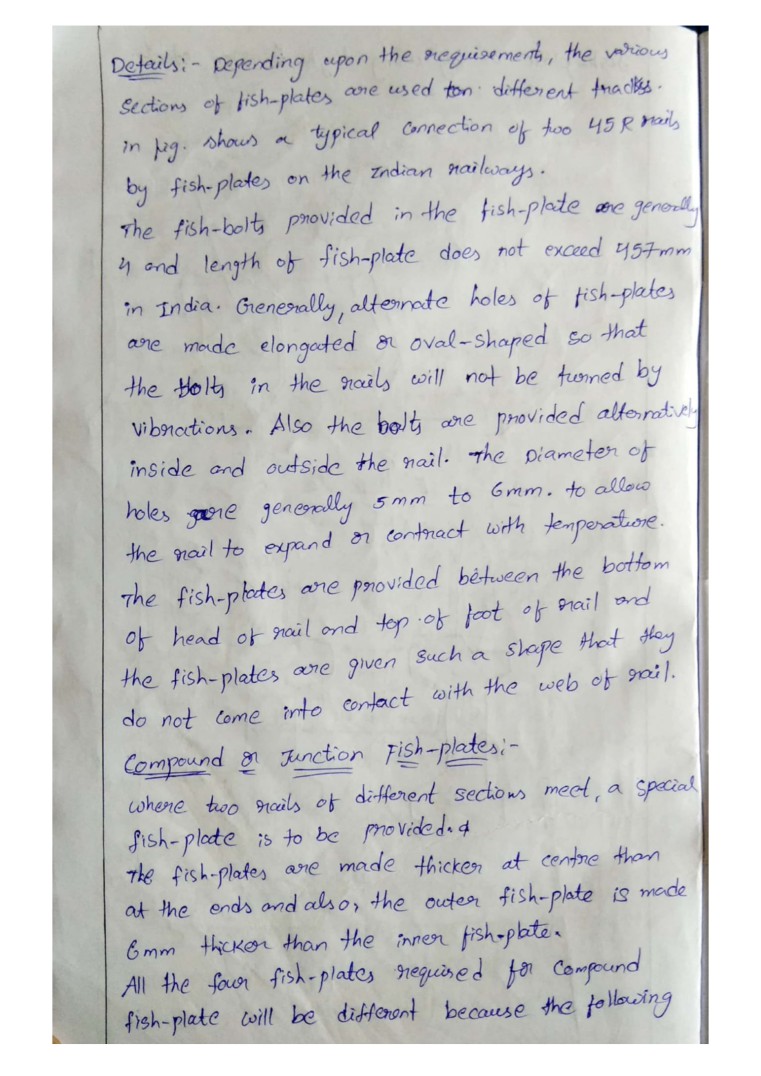 Details:- Depending upon the requirements, the various
sections of fish-plates are used for different tracks.
in fig. shows a typical connection of two 45 R rails
by fish-plates on the Indian railways.
The fish-bolts provided in the fish-plate are generally
4 and length of fish-plate does not exceed 457mm
in India. Generally, alternate holes of fish-plates
are made elongated or oval-shaped so that
the bolts in the rails will not be turned by
vibrations. Also the bolts are provided alternatively
inside and outside the rail. The Diameter of
holes are generally 5mm to 6mm. to allow
the rail to expand or contract with temperature.
The fish-plates are provided between the bottom
of head of rail and top of foot of rail and
the fish-plates are given such a shape that they
do not come into contact with the web of rail.
Compound or Junction Fish-plates:-
where two rails of different sections meet, a special
fish-plate is to be provided.
The fish-plates are made thicker at centre than
at the ends and also, the outer fish-plate is made
6mm thicker than the inner fish-plate.
All the four fish-plates required for compound
fish-plate will be different because the following